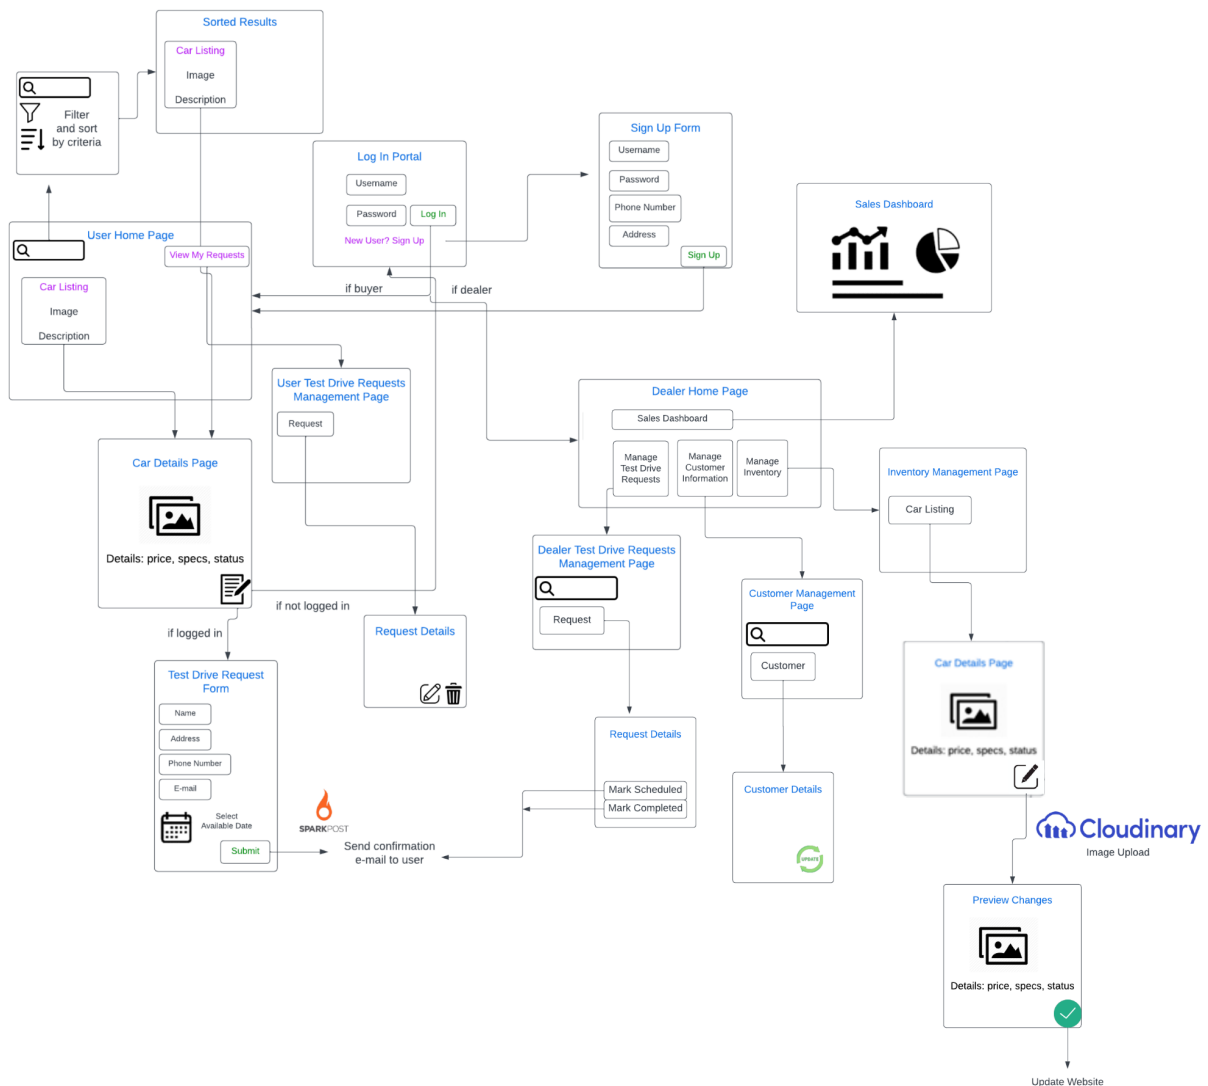 Sorted Results
Car Listing
Image
Description
Filter
and sort
by criteria
Log In Portal
Username
Password
Log In
New User? Sign Up
Sign Up Form
Username
Password
Phone Number
Address
Sign Up
Sales Dashboard
User Home Page
View My Requests
Car Listing
Image
Description
if buyer
if dealer
User Test Drive Requests
Management Page
Request
Dealer Home Page
Sales Dashboard
Manage
Test Drive
Requests
Manage
Customer
Information
Manage
Inventory
Inventory Management Page
Car Listing
Car Details Page
Details: price, specs, status
if not logged in
if logged in
Request Details
Dealer Test Drive Requests
Management Page
Request
Customer Management
Page
Customer
Car Details Page
Details: price, specs, status
Test Drive Request
Form
Name
Address
Phone Number
E-mail
Select
Available Date
Submit
SPARKPOST
Send confirmation
e-mail to user
Request Details
Mark Scheduled
Mark Completed
Customer Details
UPDATE
Cloudinary
Image Upload
Preview Changes
Details: price, specs, status
Update Website